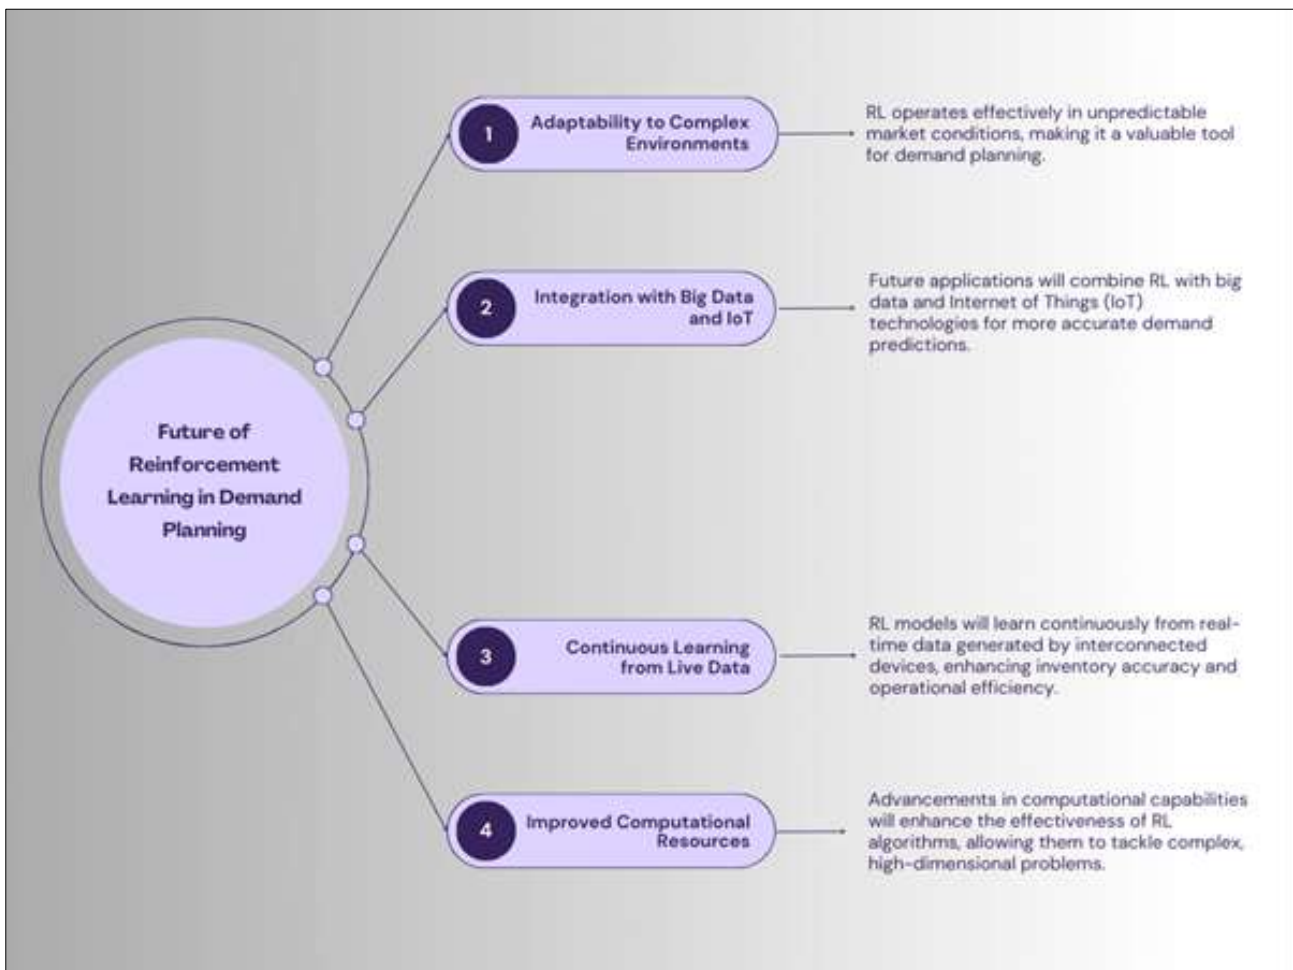 Future of
Reinforcement
Learning in Demand
Planning
1
Adaptability to Complex
Environments
RL operates effectively in unpredictable
market conditions, making it a valuable tool
for demand planning.
2
Integration with Big Data
and IoT
Future applications will combine RL with big
data and Internet of Things (IoT)
technologies for more accurate demand
predictions.
3
Continuous Learning
from Live Data
RL models will learn continuously from real-
time data generated by interconnected
devices, enhancing inventory accuracy and
operational efficiency.
4
Improved Computational
Resources
Advancements in computational capabilities
will enhance the effectiveness of RL
algorithms, allowing them to tackle complex,
high-dimensional problems.